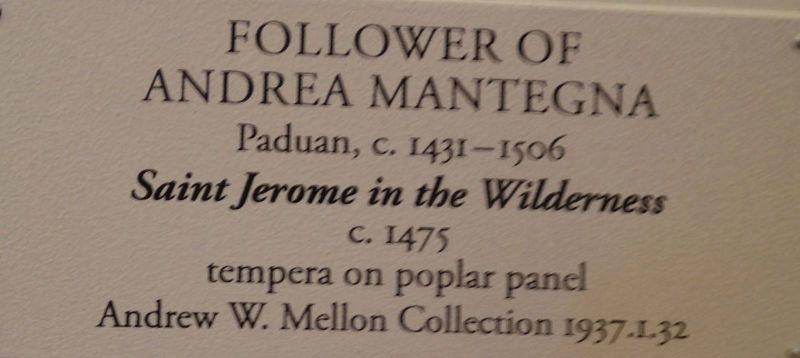 FOLLOWER OF
ANDREA MANTEGNA
Paduan, c. 1431–1506
Saint Jerome in the Wilderness
c. 1475
tempera on poplar panel
Andrew W. Mellon Collection 1937.1.32